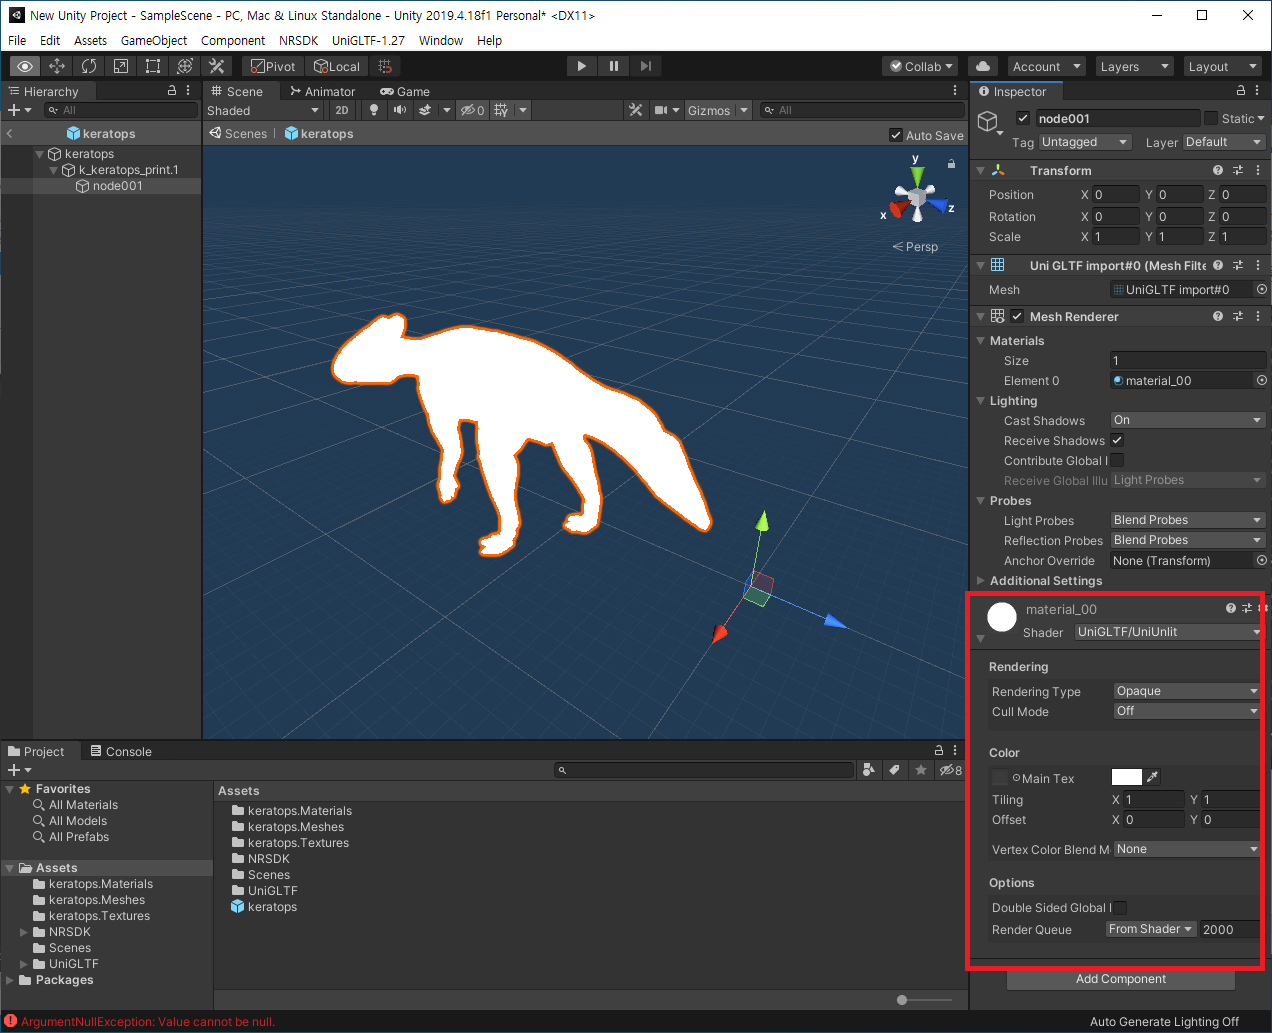 New Unity Project - SampleScene - PC, Mac & Linux Standalone - Unity 2019.4.18f1 Personal* <DX11>
File Edit Assets GameObject Component NRSDK UniGLTF-1.27 Window Help
Pivot Local Collab Account Layers Layout
Hierarchy
All
keratops
keratops
k_keratops_print.1
node001
Scene Animator Game
Shaded 2D 0 Gizmos All
Scenes keratops Auto Save
y
x
z
Persp
Inspector
node001 Static
Tag Untagged Layer Default
Transform
Position X 0 Y 0 Z 0
Rotation X 0 Y 0 Z 0
Scale X 1 Y 1 Z 1
Uni GLTF import#0 (Mesh Filte
Mesh UniGLTF import#0
Mesh Renderer
Materials
Size 1
Element 0 material_00
Lighting
Cast Shadows On
Receive Shadows
Contribute Global I
Receive Global Illu Light Probes
Probes
Light Probes Blend Probes
Reflection Probes Blend Probes
Anchor Override None (Transform)
Additional Settings
material_00
Shader UniGLTF/UniUnlit
Rendering
Rendering Type Opaque
Cull Mode Off
Color
Main Tex
Tiling X 1 Y 1
Offset X 0 Y 0
Vertex Color Blend M None
Options
Double Sided Global I
Render Queue From Shader 2000
Add Component
Project Console
8
Favorites
All Materials
All Models
All Prefabs
Assets
keratops.Materials
keratops.Meshes
keratops.Textures
NRSDK
Scenes
UniGLTF
Packages
Assets
keratops.Materials
keratops.Meshes
keratops.Textures
NRSDK
Scenes
UniGLTF
keratops
ArgumentNullException: Value cannot be null.
Auto Generate Lighting Off